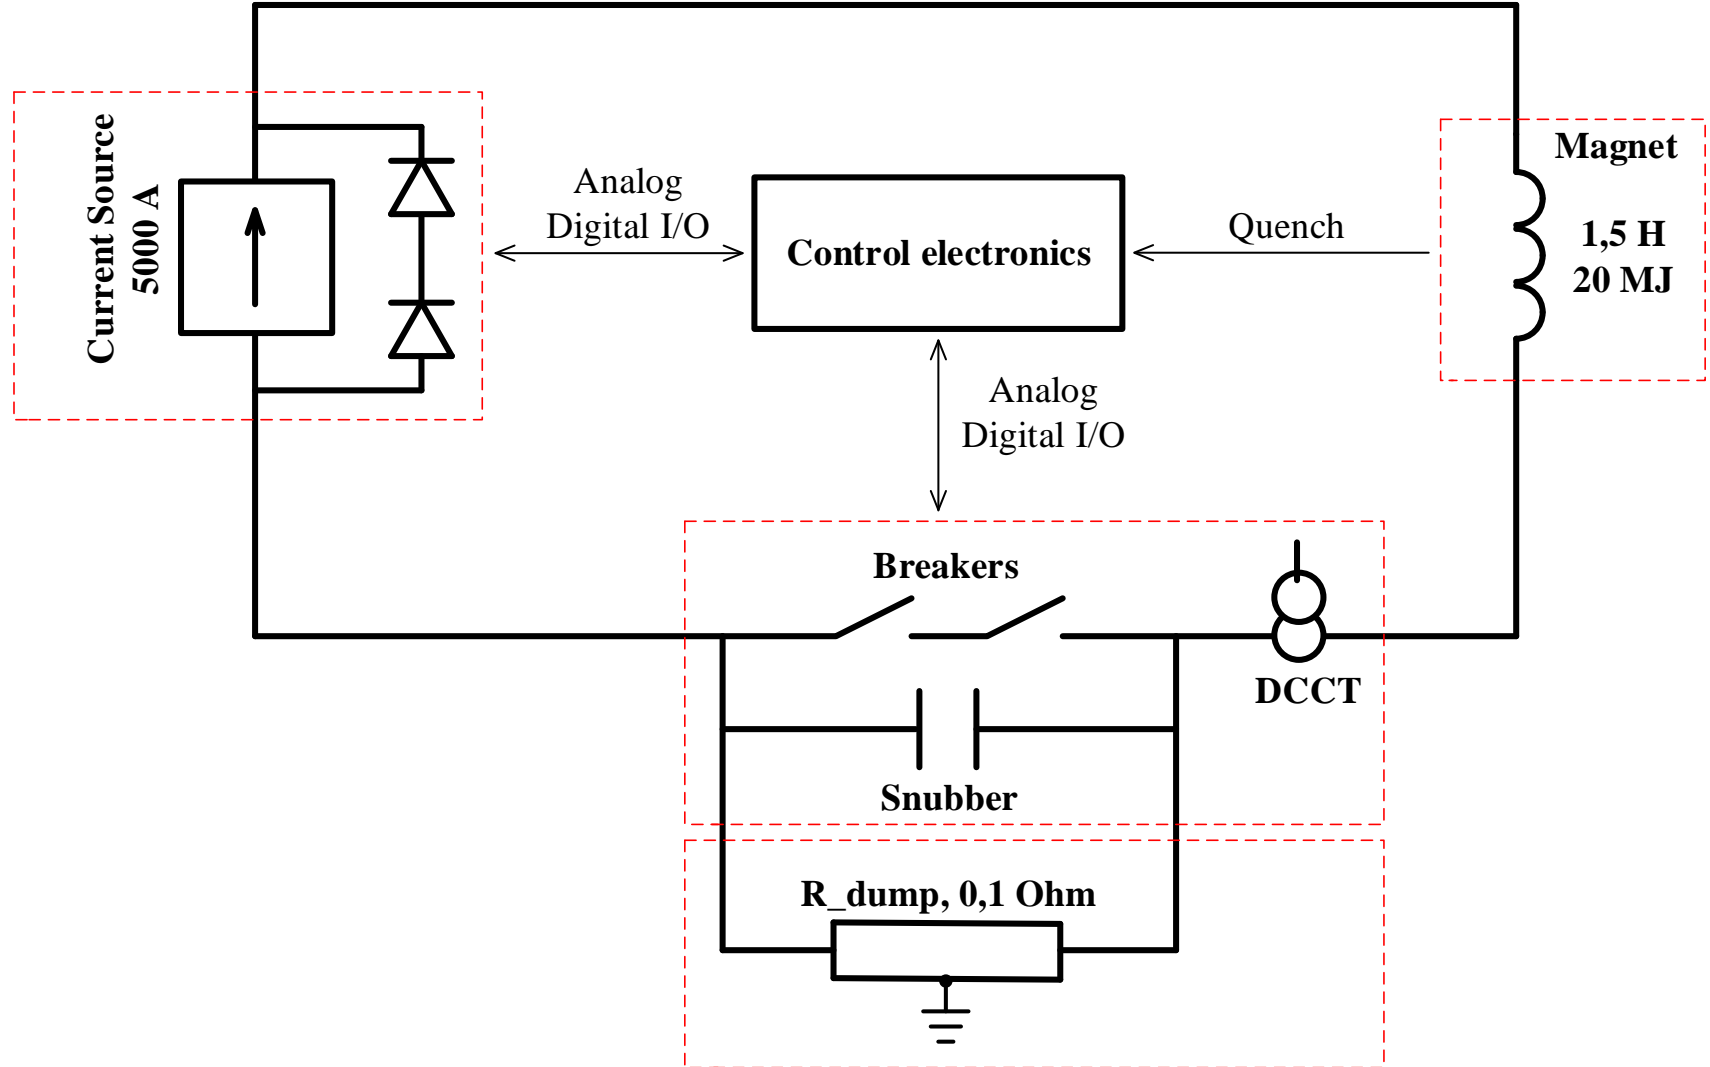 Current Source
5000 A
Analog
Digital I/O
Control electronics
Quench
Magnet
1,5 H
20 MJ
Analog
Digital I/O
Breakers
DCCT
Snubber
R_dump, 0,1 Ohm